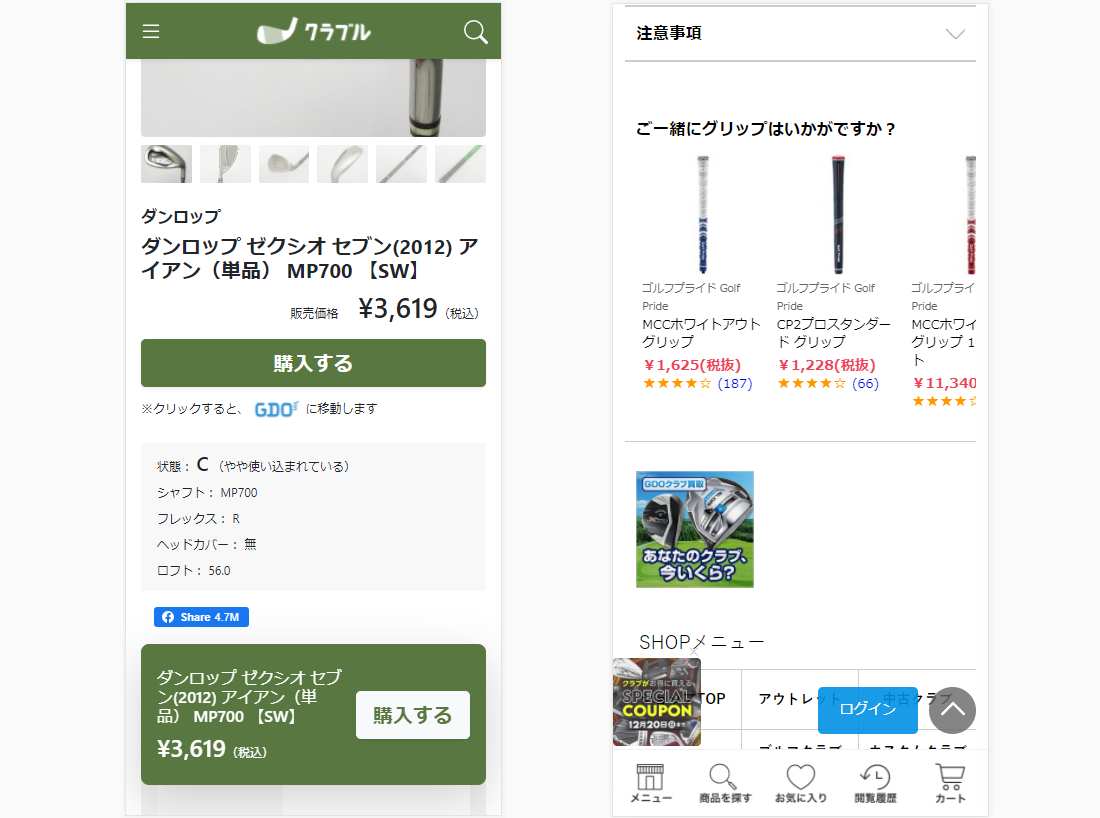 クラブル
ダンロップ
ダンロップ ゼクシオ セブン(2012) ア
イアン（単品） MP700 【SW】
販売価格 ¥3,619 （税込）
購入する
※クリックすると、 GDO に移動します
状態： C （やや使い込まれている）
シャフト： MP700
フレックス： R
ヘッドカバー： 無
ロフト： 56.0
Share 4.7M
ダンロップ ゼクシオ セブ
ン(2012) アイアン（単
品） MP700 【SW】
¥3,619 （税込）
購入する
注意事項
ご一緒にグリップはいかがですか？
ゴルフプライド Golf
Pride
MCCホワイトアウト
グリップ
￥1,625(税抜)
★★★★☆ (187)
ゴルフプライド Golf
Pride
CP2プロスタンダー
ド グリップ
￥1,228(税抜)
★★★★☆ (66)
ゴルフプライ
Pride
MCCホワイ
グリップ 1
ト
￥11,340
★★★★☆
GDOクラブ買取
あなたのクラブ、
今いくら？
SHOPメニュー
TOP
アウトレット
中古クラブ
クラブがお得に買える
SPECIAL
COUPON
12月20日(日)まで
ログイン
ゴルフクラブ
カスタムクラブ
メニュー
商品を探す
お気に入り
閲覧履歴
カート